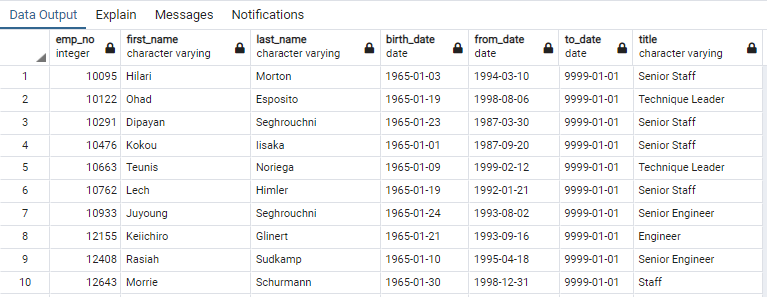 Data Output Explain Messages Notifications
emp_no first_name last_name birth_date from_date to_date title
integer character varying character varying date date date character varying
1 10095 Hilari Morton 1965-01-03 1994-03-10 9999-01-01 Senior Staff
2 10122 Ohad Esposito 1965-01-19 1998-08-06 9999-01-01 Technique Leader
3 10291 Dipayan Seghrouchni 1965-01-23 1987-03-30 9999-01-01 Senior Staff
4 10476 Kokou Iisaka 1965-01-01 1987-09-20 9999-01-01 Senior Staff
5 10663 Teunis Noriega 1965-01-09 1999-02-12 9999-01-01 Technique Leader
6 10762 Lech Himler 1965-01-19 1992-01-21 9999-01-01 Senior Staff
7 10933 Juyoung Seghrouchni 1965-01-24 1993-08-02 9999-01-01 Senior Engineer
8 12155 Keiichiro Glinert 1965-01-21 1993-09-16 9999-01-01 Engineer
9 12408 Rasiah Sudkamp 1965-01-10 1995-04-18 9999-01-01 Senior Engineer
10 12643 Morrie Schurmann 1965-01-30 1998-12-31 9999-01-01 Staff